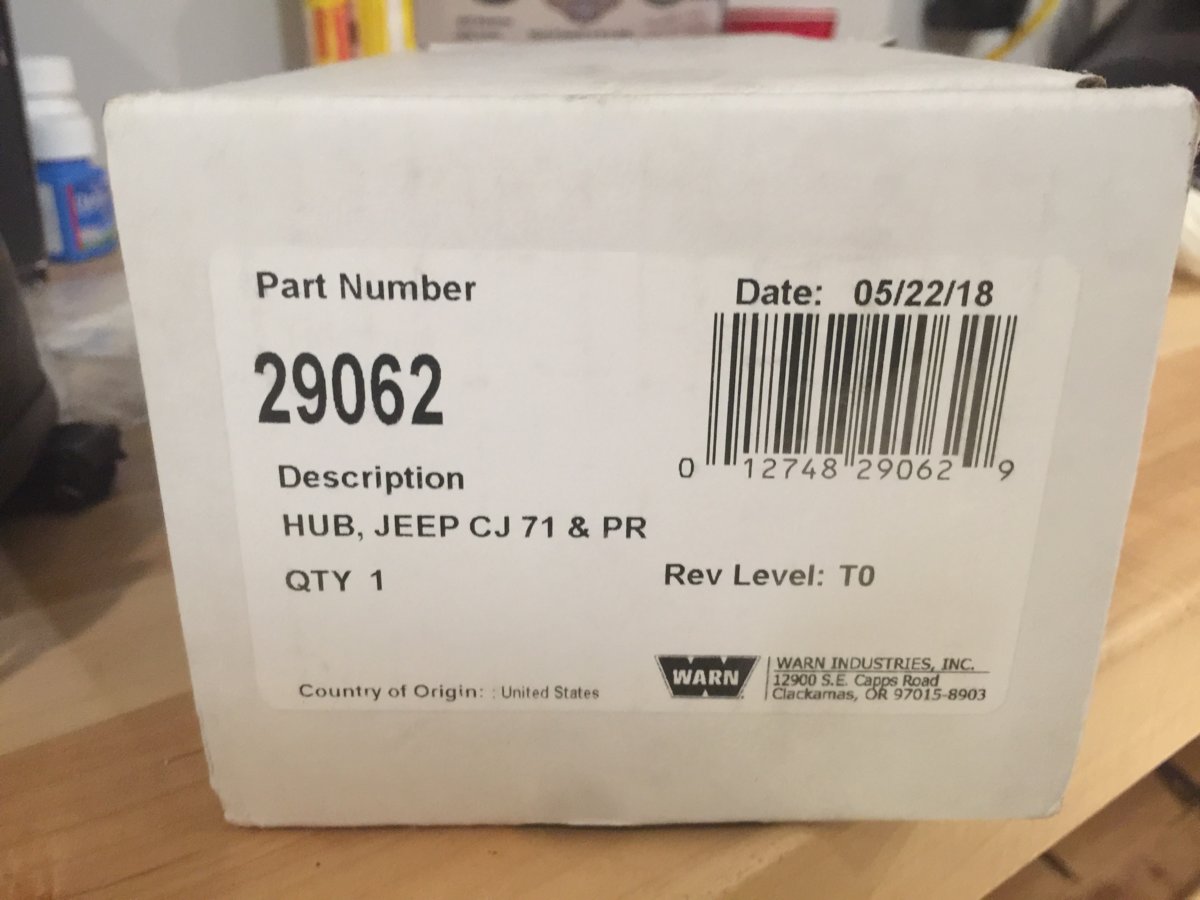 Part Number
Date: 05/22/18
29062
0 12748 29062 9
Description
HUB, JEEP CJ 71 & PR
QTY 1
Rev Level: T0
Country of Origin: : United States
WARN
WARN INDUSTRIES, INC.
12900 S.E. Capps Road
Clackamas, OR 97015-8903